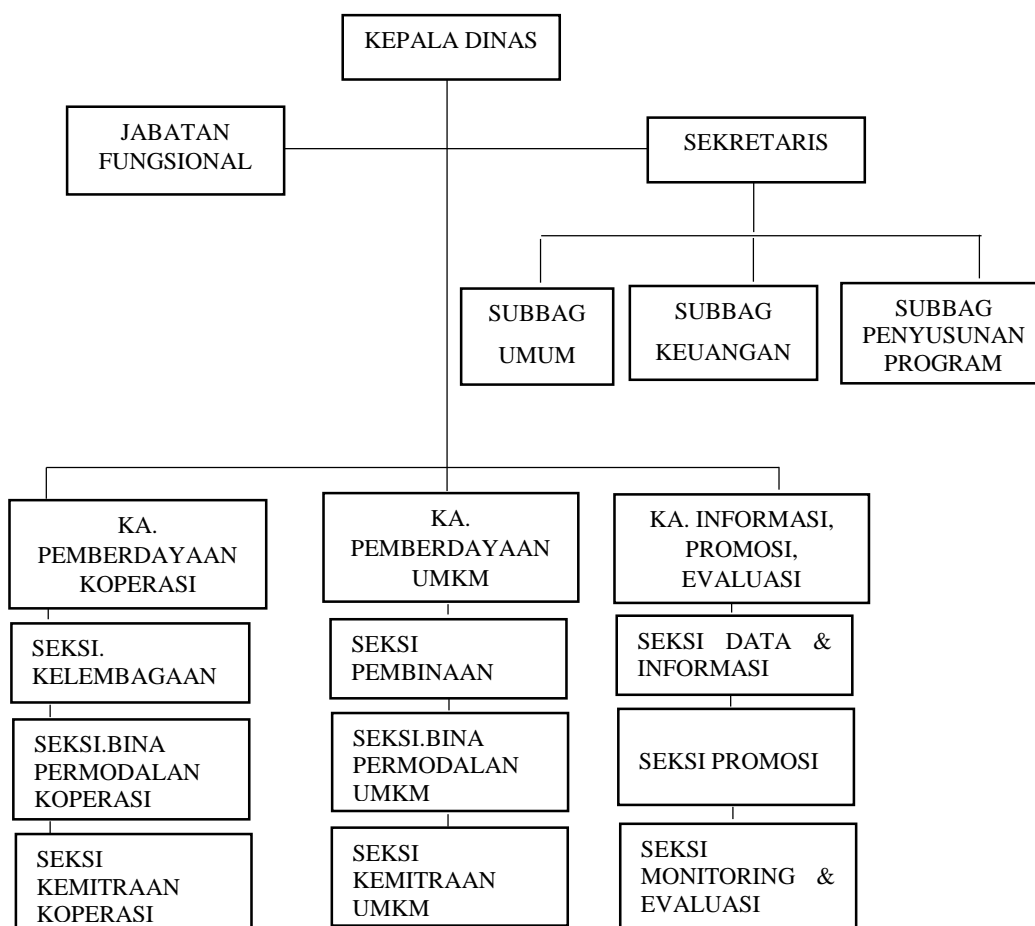 KEPALA DINAS
JABATAN
FUNGSIONAL
SEKRETARIS
SUBBAG
UMUM
SUBBAG
KEUANGAN
SUBBAG
PENYUSUNAN
PROGRAM
KA.
PEMBERDAYAAN
KOPERASI
KA.
PEMBERDAYAAN
UMKM
KA. INFORMASI,
PROMOSI,
EVALUASI
SEKSI.
KELEMBAGAAN
SEKSI
PEMBINAAN
SEKSI DATA &
INFORMASI
SEKSI.BINA
PERMODALAN
KOPERASI
SEKSI.BINA
PERMODALAN
UMKM
SEKSI PROMOSI
SEKSI
KEMITRAAN
KOPERASI
SEKSI
KEMITRAAN
UMKM
SEKSI
MONITORING &
EVALUASI